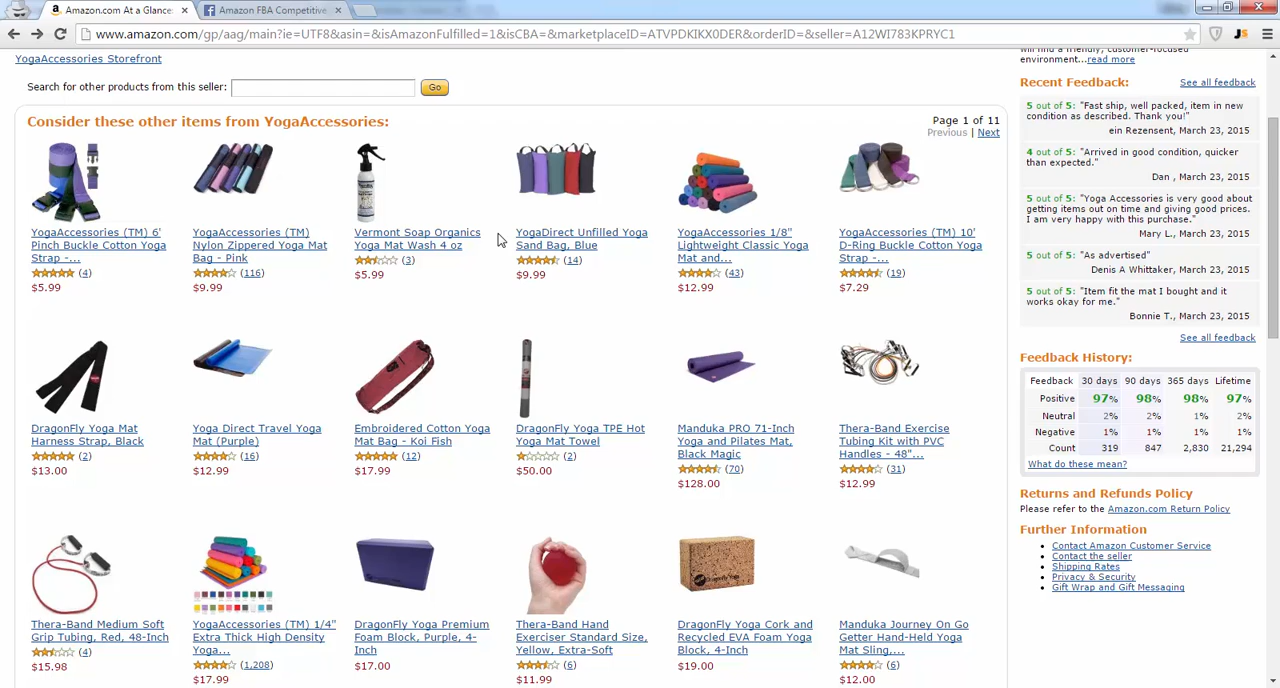 Amazon.com At a Glance:
Amazon FBA Competitive
www.amazon.com/gp/aag/main?ie=UTF8&asin=&isAmazonFulfilled=1&isCBA=&marketplaceID=ATVPDKIKX0DER&orderID=&seller=A12WI783KPRYC1
YogaAccessories Storefront
Search for other products from this seller:
Go
Consider these other items from YogaAccessories:
Page 1 of 11
Previous | Next
YogaAccessories (TM) 6'
Pinch Buckle Cotton Yoga
Strap -...
(4)
$5.99
YogaAccessories (TM)
Nylon Zippered Yoga Mat
Bag - Pink
(116)
$9.99
Vermont Soap Organics
Yoga Mat Wash 4 oz
(3)
$5.99
YogaDirect Unfilled Yoga
Sand Bag, Blue
(14)
$9.99
YogaAccessories 1/8"
Lightweight Classic Yoga
Mat and...
(43)
$12.99
YogaAccessories (TM) 10'
D-Ring Buckle Cotton Yoga
Strap -...
(19)
$7.29
DragonFly Yoga Mat
Harness Strap, Black
(2)
$13.00
Yoga Direct Travel Yoga
Mat (Purple)
(16)
$12.99
Embroidered Cotton Yoga
Mat Bag - Koi Fish
(12)
$17.99
DragonFly Yoga TPE Hot
Yoga Mat Towel
(2)
$50.00
Manduka PRO 71-Inch
Yoga and Pilates Mat,
Black Magic
(70)
$128.00
Thera-Band Exercise
Tubing Kit with PVC
Handles - 48"...
(31)
$12.99
Thera-Band Medium Soft
Grip Tubing, Red, 48-Inch
(4)
$15.98
YogaAccessories (TM) 1/4"
Extra Thick High Density
Yoga...
(1,208)
$17.99
DragonFly Yoga Premium
Foam Block, Purple, 4-
Inch
$17.00
Thera-Band Hand
Exerciser Standard Size,
Yellow, Extra-Soft
(6)
$11.99
DragonFly Yoga Cork and
Recycled EVA Foam Yoga
Block, 4-Inch
$19.00
Manduka Journey On Go
Getter Hand-Held Yoga
Mat Sling,...
(6)
$12.00
will find a friendly, customer-focused
environment...read more
Recent Feedback:
See all feedback
5 out of 5: "Fast ship, well packed, item in new
condition as described. Thank you!"
ein Rezensent, March 23, 2015
4 out of 5: "Arrived in good condition, quicker
than expected."
Dan , March 23, 2015
5 out of 5: "Yoga Accessories is very good about
getting items out on time and giving good prices.
I am very happy with this purchase."
Mary L., March 23, 2015
5 out of 5: "As advertised"
Denis A Whittaker, March 23, 2015
5 out of 5: "Item fit the mat I bought and it
works okay for me."
Bonnie T., March 23, 2015
See all feedback
Feedback History:
Feedback 30 days 90 days 365 days Lifetime
Positive 97% 98% 98% 97%
Neutral 2% 2% 1% 2%
Negative 1% 1% 1% 1%
Count 319 847 2,830 21,294
What do these mean?
Returns and Refunds Policy
Please refer to the Amazon.com Return Policy
Further Information
Contact Amazon Customer Service
Contact the seller
Shipping Rates
Privacy & Security
Gift Wrap and Gift Messaging